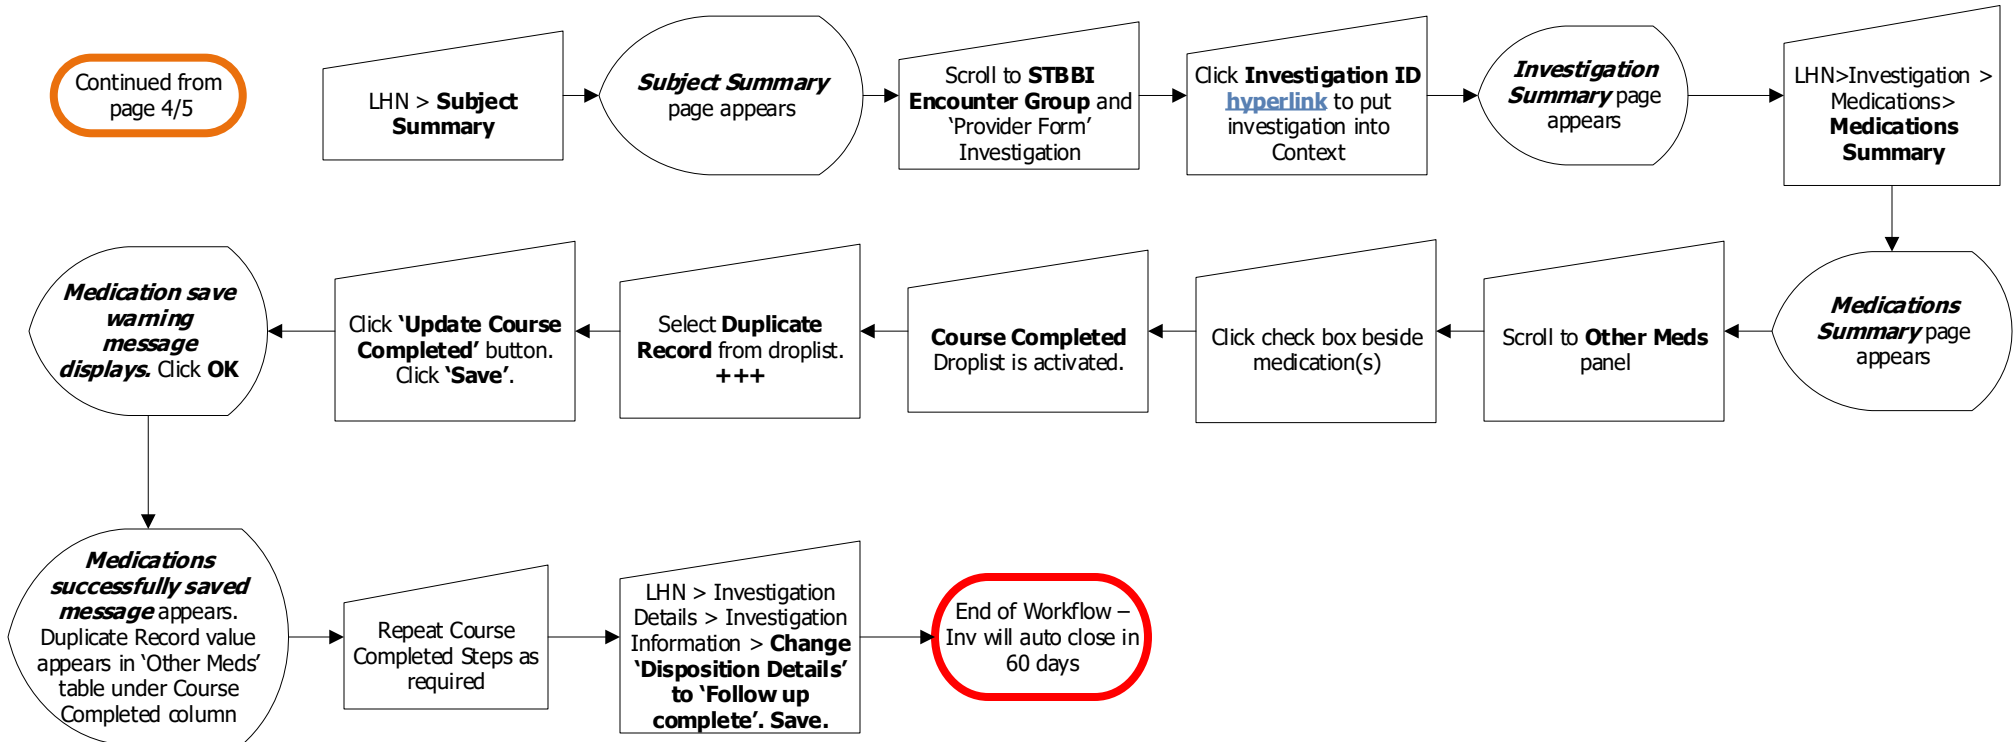 Continued from
page 4/5
LHN > Subject
Summary
Subject Summary
page appears
Scroll to STBBI
Encounter Group and
‘Provider Form’
Investigation
Click Investigation ID
hyperlink to put
investigation into
Context
Investigation
Summary page
appears
LHN>Investigation >
Medications>
Medications
Summary
Medications
Summary page
appears
Scroll to Other Meds
panel
Click check box beside
medication(s)
Course Completed
Droplist is activated.
Select Duplicate
Record from droplist.
+++
Click ‘Update Course
Completed’ button.
Click ‘Save’.
Medication save
warning
message
displays. Click OK
Medications
successfully saved
message appears.
Duplicate Record value
appears in ‘Other Meds’
table under Course
Completed column
Repeat Course
Completed Steps as
required
LHN > Investigation
Details > Investigation
Information > Change
‘Disposition Details’
to ‘Follow up
complete’. Save.
End of Workflow –
Inv will auto close in
60 days